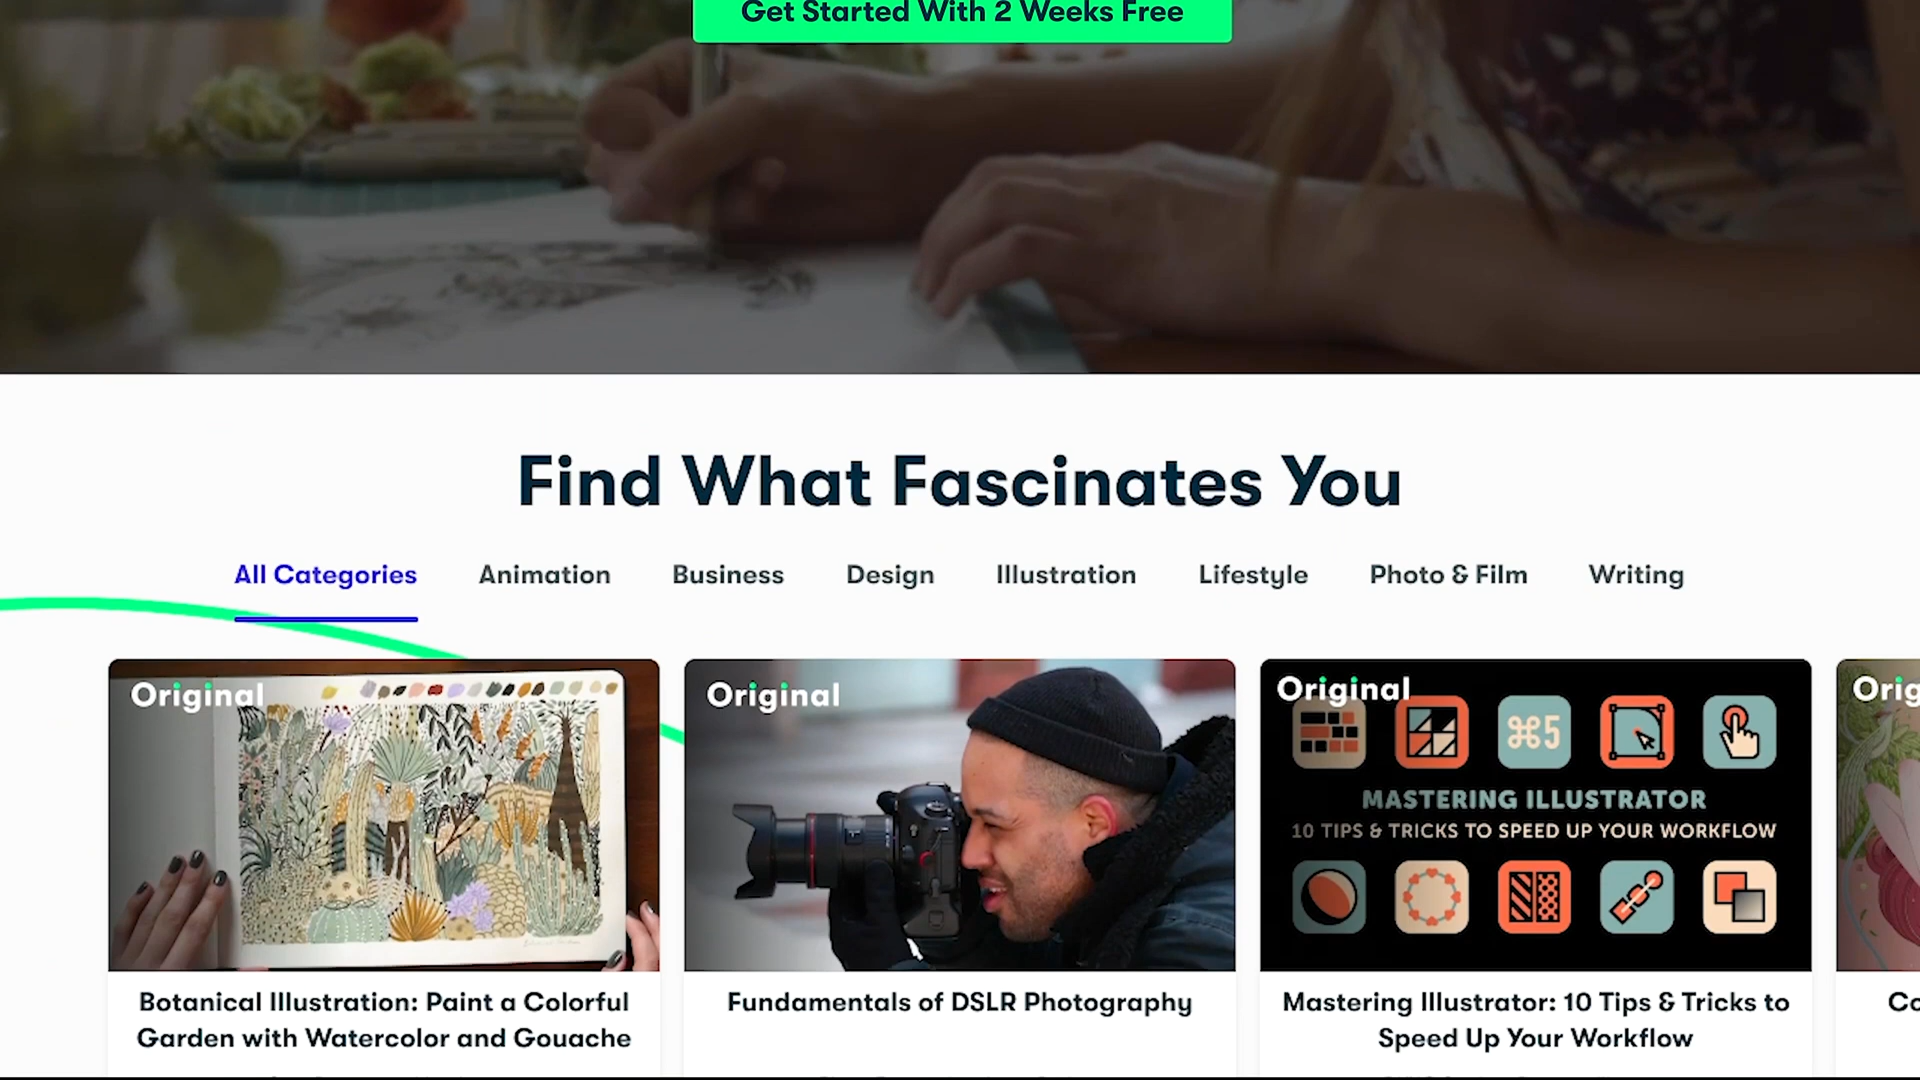 Get Started With 2 Weeks Free
Find What Fascinates You
All Categories
Animation
Business
Design
Illustration
Lifestyle
Photo & Film
Writing
Original
Original
Original
Orig
⌘5
MASTERING ILLUSTRATOR
10 TIPS & TRICKS TO SPEED UP YOUR WORKFLOW
Botanical Illustration: Paint a Colorful
Garden with Watercolor and Gouache
Fundamentals of DSLR Photography
Mastering Illustrator: 10 Tips & Tricks to
Speed Up Your Workflow
Co